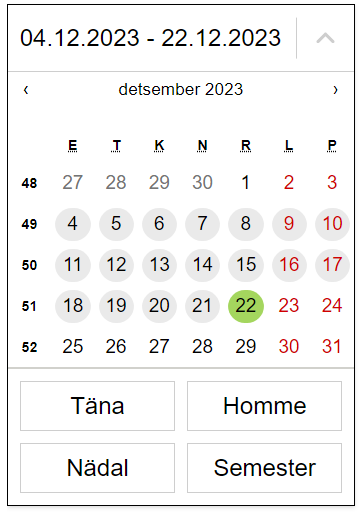 04.12.2023 - 22.12.2023
‹ detsember 2023 ›
E T K N R L P
48 27 28 29 30 1 2 3
49 4 5 6 7 8 9 10
50 11 12 13 14 15 16 17
51 18 19 20 21 22 23 24
52 25 26 27 28 29 30 31
Täna Homme
Nädal Semester